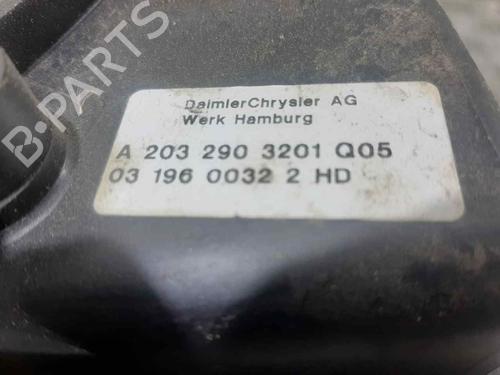 B-PARTS
DaimlerChrysler AG
Werk Hamburg
A 203 290 3201 Q05
03 196 0032 2 HD